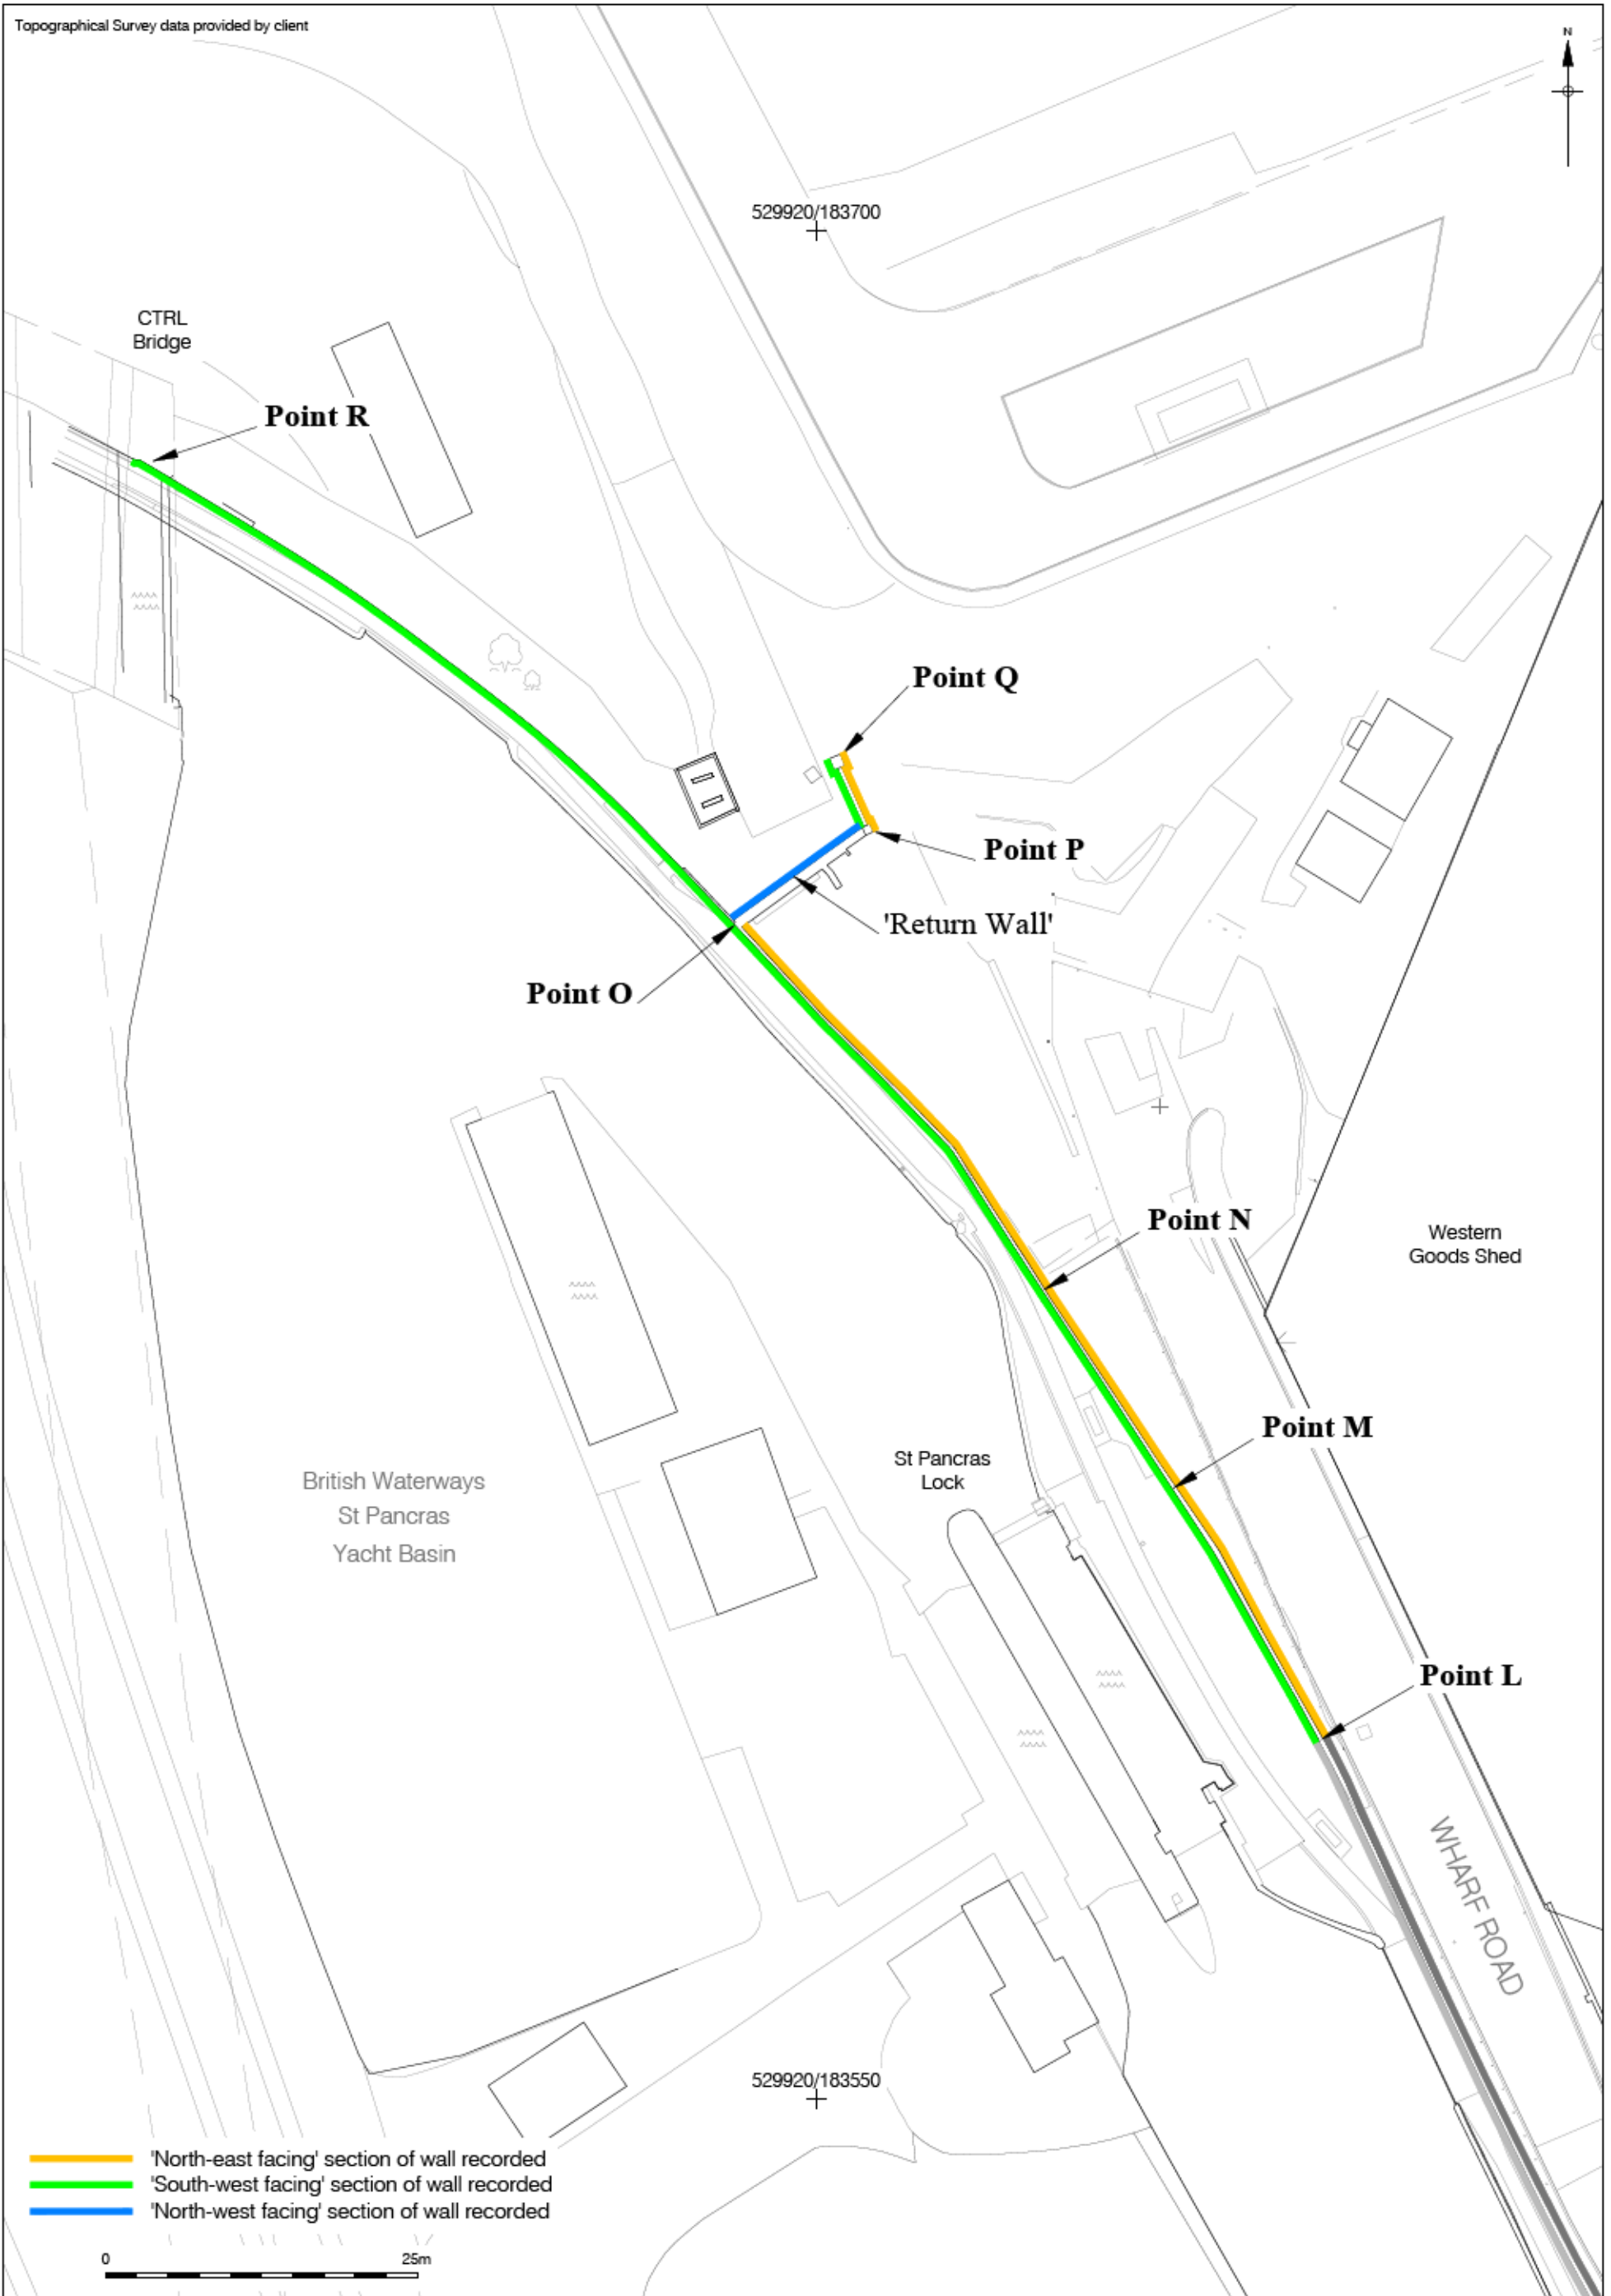 Topographical Survey data provided by client
N
529920/183700
CTRL
Bridge
Point R
Point Q
Point P
'Return Wall'
Point O
Point N
Western
Goods Shed
Point M
St Pancras
Lock
British Waterways
St Pancras
Yacht Basin
Point L
WHARF ROAD
529920/183550
'North-east facing' section of wall recorded
'South-west facing' section of wall recorded
'North-west facing' section of wall recorded
0 25m